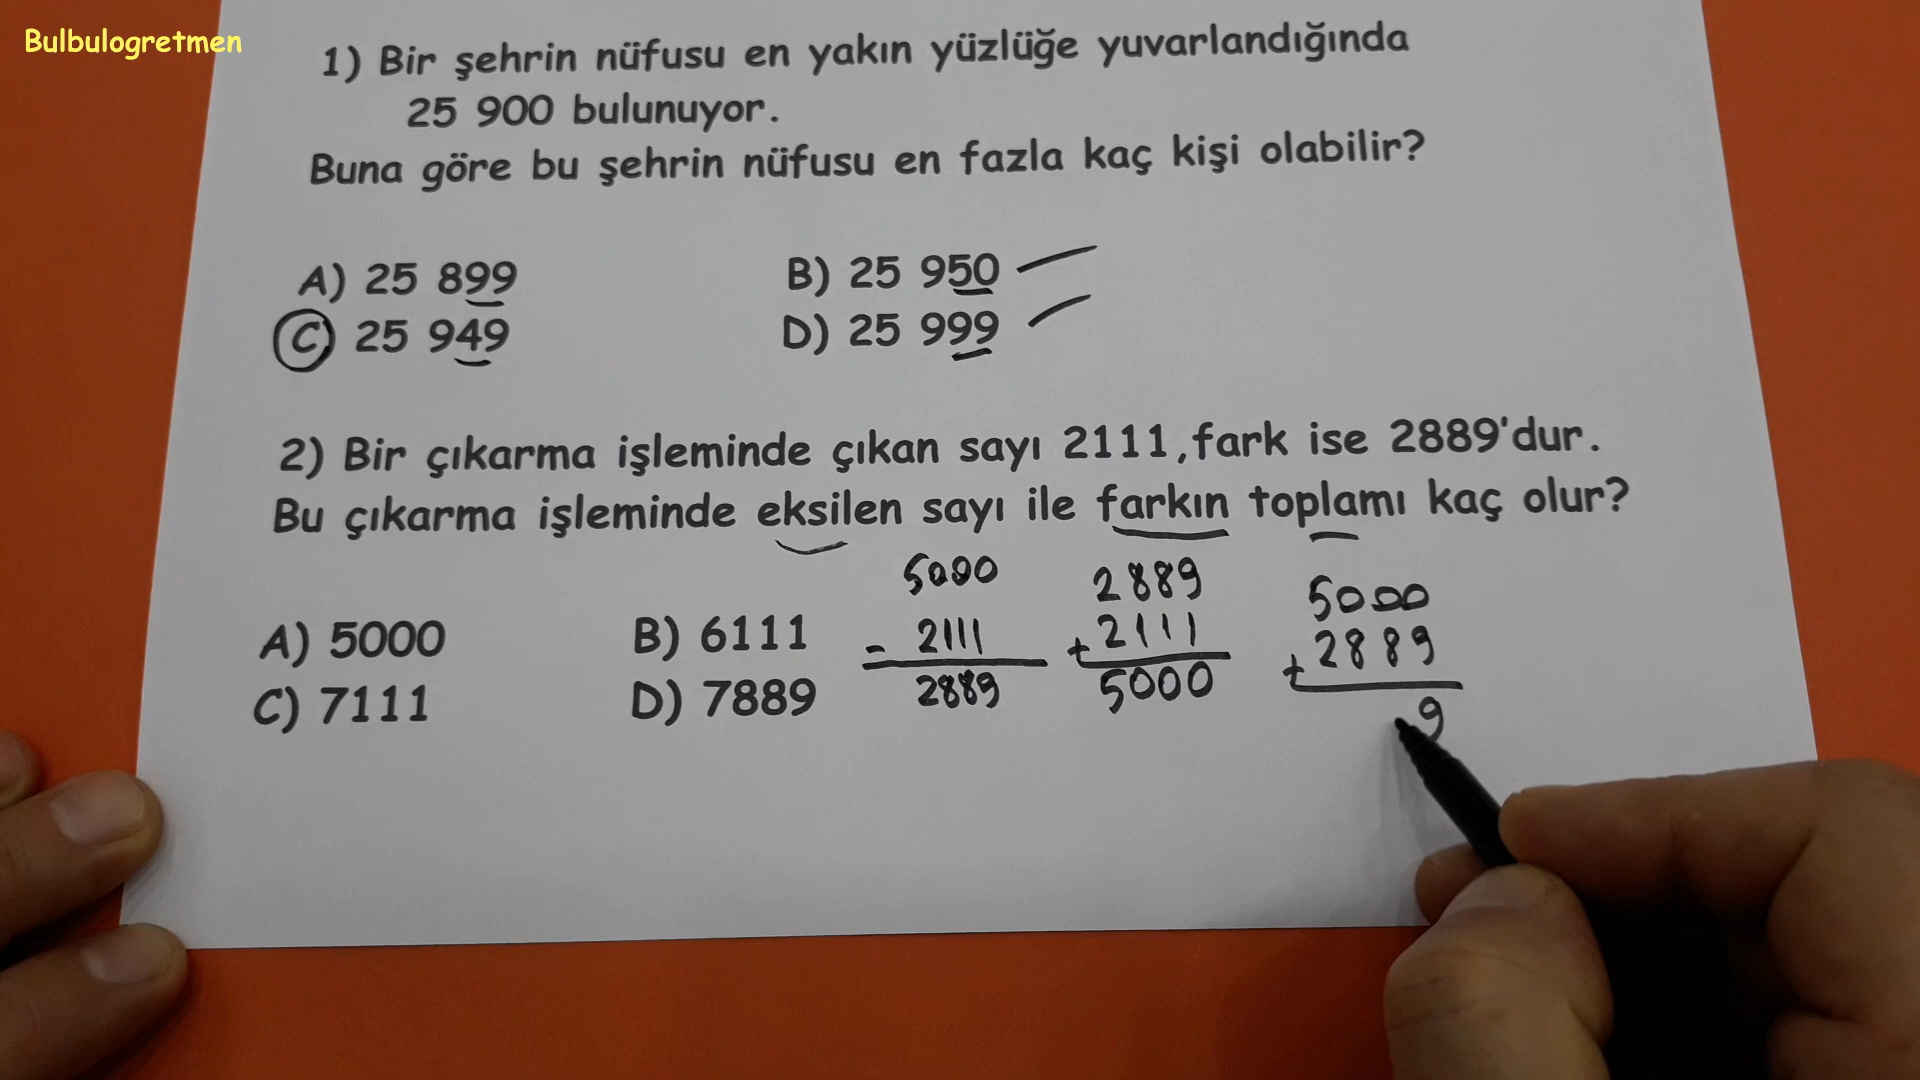 Bulbulogretmen
1) Bir şehrin nüfusu en yakın yüzlüğe yuvarlandığında
25 900 bulunuyor.
Buna göre bu şehrin nüfusu en fazla kaç kişi olabilir?
A) 25 899 B) 25 950
C) 25 949 D) 25 999
2) Bir çıkarma işleminde çıkan sayı 2111,fark ise 2889'dur.
Bu çıkarma işleminde eksilen sayı ile farkın toplamı kaç olur?
A) 5000 B) 6111
C) 7111 D) 7889
5000
- 2111
2889
2889
+ 2111
5000
5000
+ 2889
9